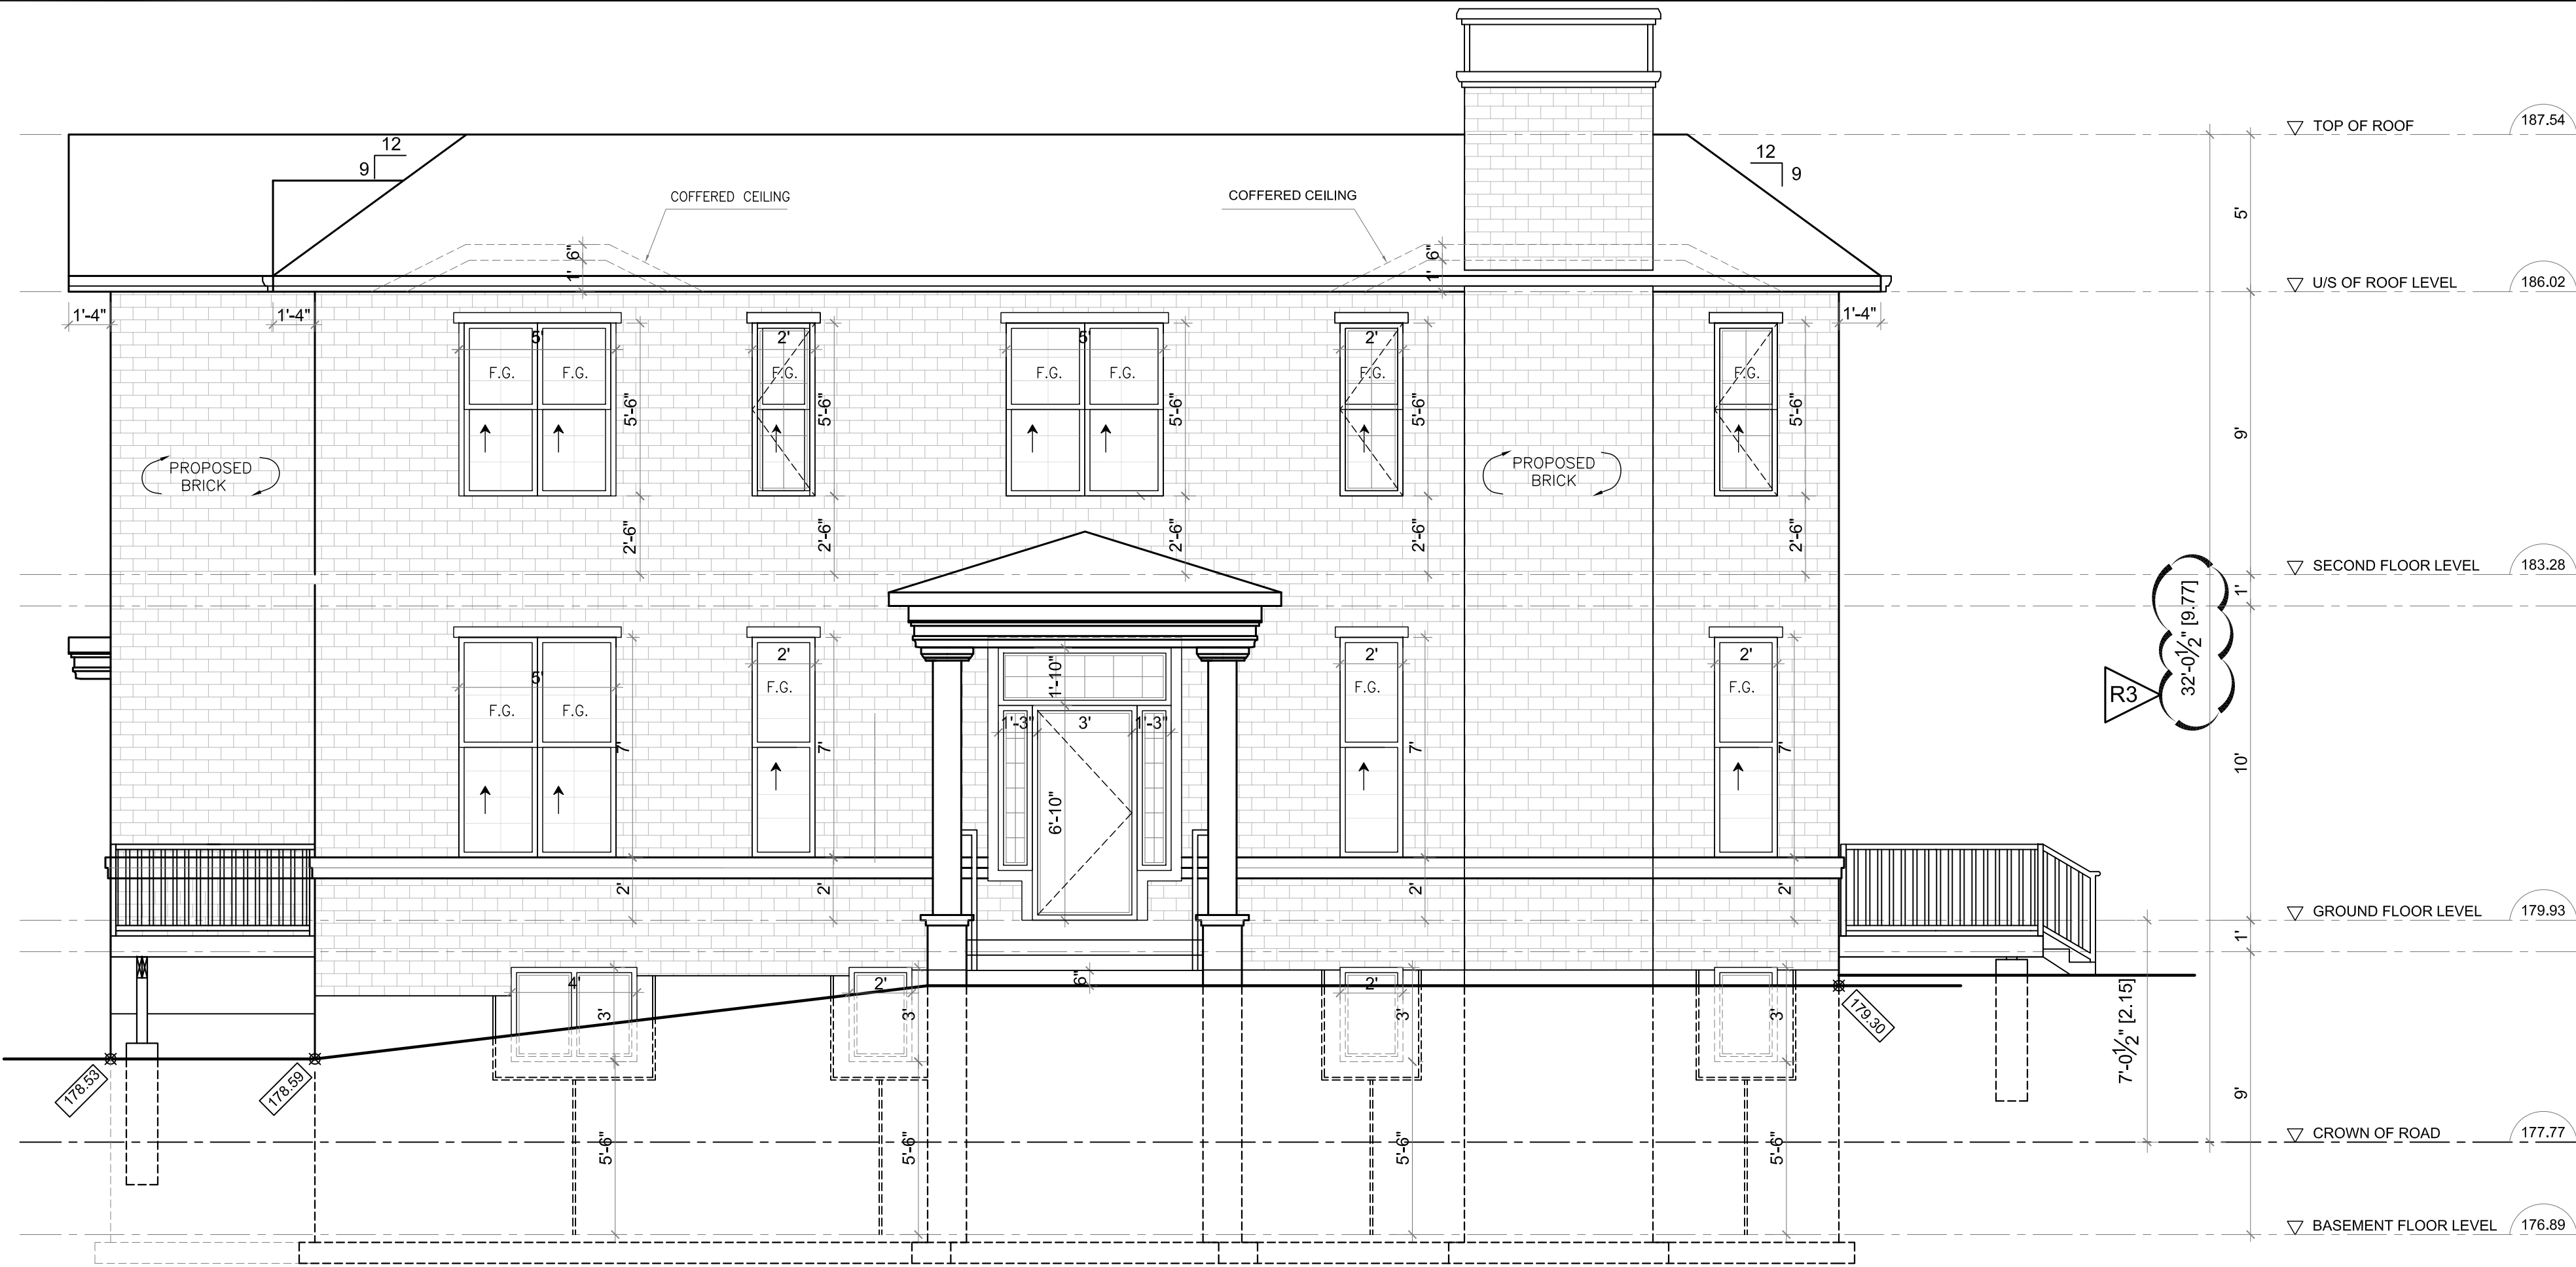 12
9
COFFERED CEILING
COFFERED CEILING
12
9
TOP OF ROOF
187.54
5'
1' 6"
1' 6"
U/S OF ROOF LEVEL
186.02
1'-4"
1'-4"
1'-4"
5'
2'
5'
2'
F.G.
F.G.
F.G.
F.G.
F.G.
F.G.
F.G.
5'-6"
5'-6"
5'-6"
5'-6"
5'-6"
9'
PROPOSED
BRICK
PROPOSED
BRICK
2'-6"
2'-6"
2'-6"
2'-6"
2'-6"
SECOND FLOOR LEVEL
183.28
1'
32'-0½" [9.77]
R3
5'
2'
2'
2'
F.G.
F.G.
F.G.
F.G.
F.G.
1'-10"
1'-3"
3'
1'-3"
7'
7'
7'
7'
10'
6'-10"
2'
2'
2'
2'
GROUND FLOOR LEVEL
179.93
1'
4'
2'
6"
2'
3'
3'
3'
3'
179.30
7'-0½" [2.15]
178.53
178.59
9'
CROWN OF ROAD
177.77
5'-6"
5'-6"
5'-6"
5'-6"
BASEMENT FLOOR LEVEL
176.89